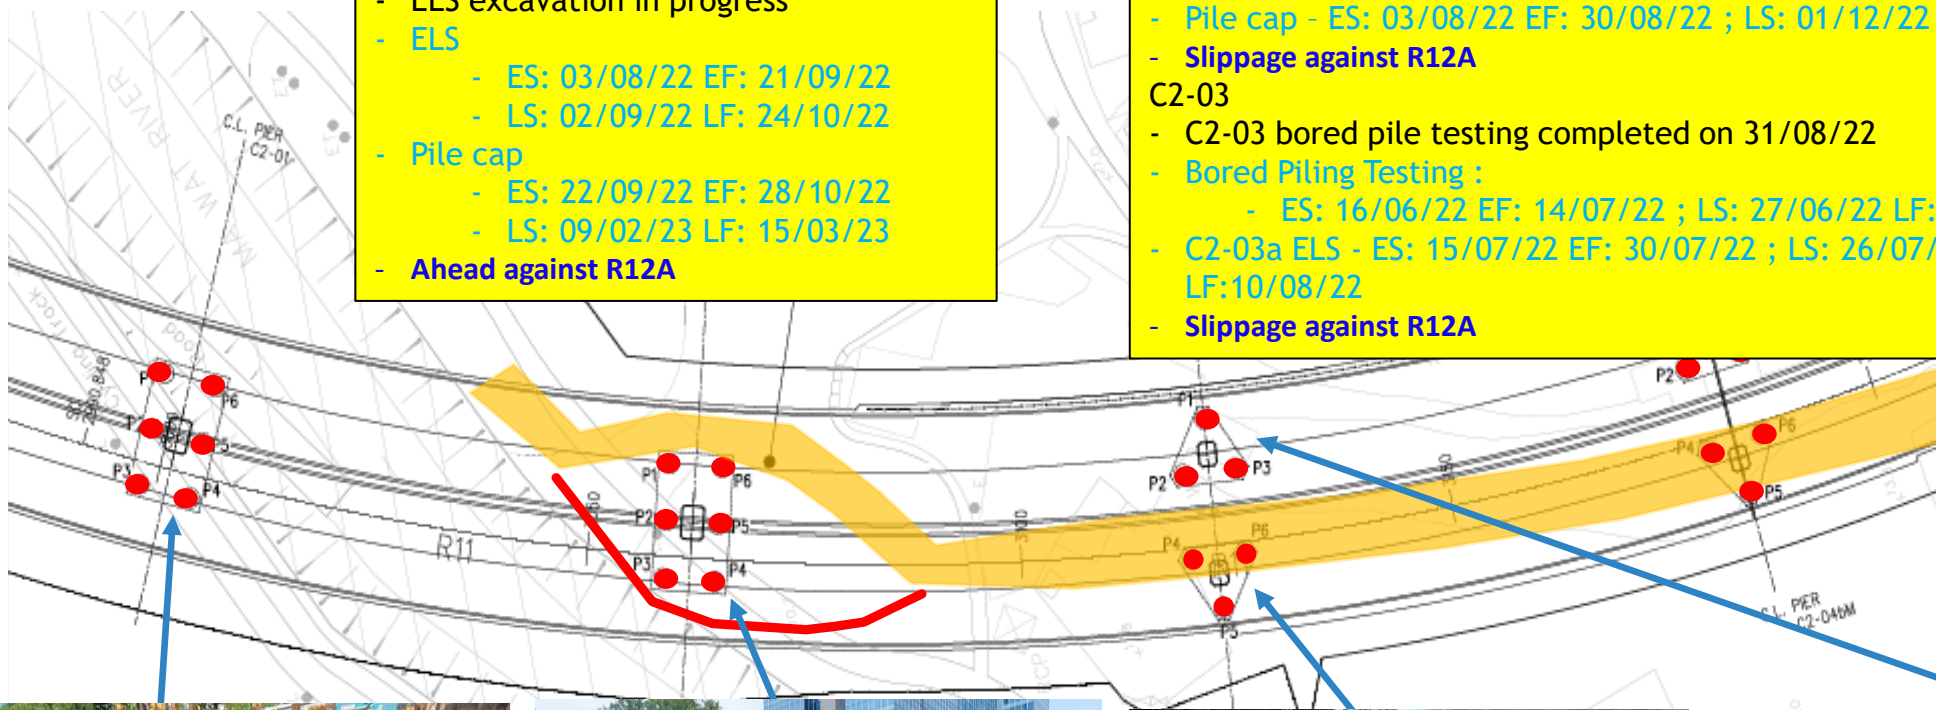 - ELS excavation in progress
- ELS
- ES: 03/08/22 EF: 21/09/22
- LS: 02/09/22 LF: 24/10/22
- Pile cap
- ES: 22/09/22 EF: 28/10/22
- LS: 09/02/23 LF: 15/03/23
- Ahead against R12A
- Pile cap – ES: 03/08/22 EF: 30/08/22 ; LS: 01/12/22
- Slippage against R12A
C2-03
- C2-03 bored pile testing completed on 31/08/22
- Bored Piling Testing :
- ES: 16/06/22 EF: 14/07/22 ; LS: 27/06/22 LF:
- C2-03a ELS - ES: 15/07/22 EF: 30/07/22 ; LS: 26/07/
LF:10/08/22
- Slippage against R12A
C.L. PIER
C2-01
MA WAT RIVER
P6
P3
P4
R11
P1
P6
P2
P5
P3
P4
P1
P2
P3
P4
P6
P2
P4
P6
P5
C.L. PIER
C2-04bM